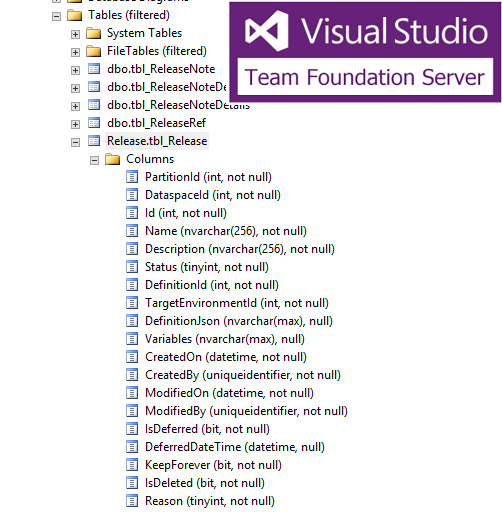 Database Diagrams
Tables (filtered)
System Tables
FileTables (filtered)
dbo.tbl_ReleaseNote
dbo.tbl_ReleaseNoteDe
dbo.tbl_ReleaseNoteDetails
dbo.tbl_ReleaseRef
Release.tbl_Release
Columns
PartitionId (int, not null)
DataspaceId (int, not null)
Id (int, not null)
Name (nvarchar(256), not null)
Description (nvarchar(256), not null)
Status (tinyint, not null)
DefinitionId (int, not null)
TargetEnvironmentId (int, not null)
DefinitionJson (nvarchar(max), null)
Variables (nvarchar(max), null)
CreatedOn (datetime, not null)
CreatedBy (uniqueidentifier, not null)
ModifiedOn (datetime, not null)
ModifiedBy (uniqueidentifier, not null)
IsDeferred (bit, not null)
DeferredDateTime (datetime, null)
KeepForever (bit, not null)
IsDeleted (bit, not null)
Reason (tinyint, not null)
Visual Studio
Team Foundation Server